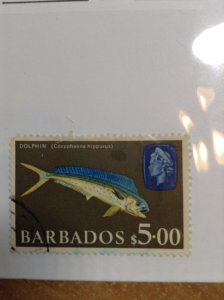 DOLPHIN (Coryphaena hippurus)
BARBADOS $5·00